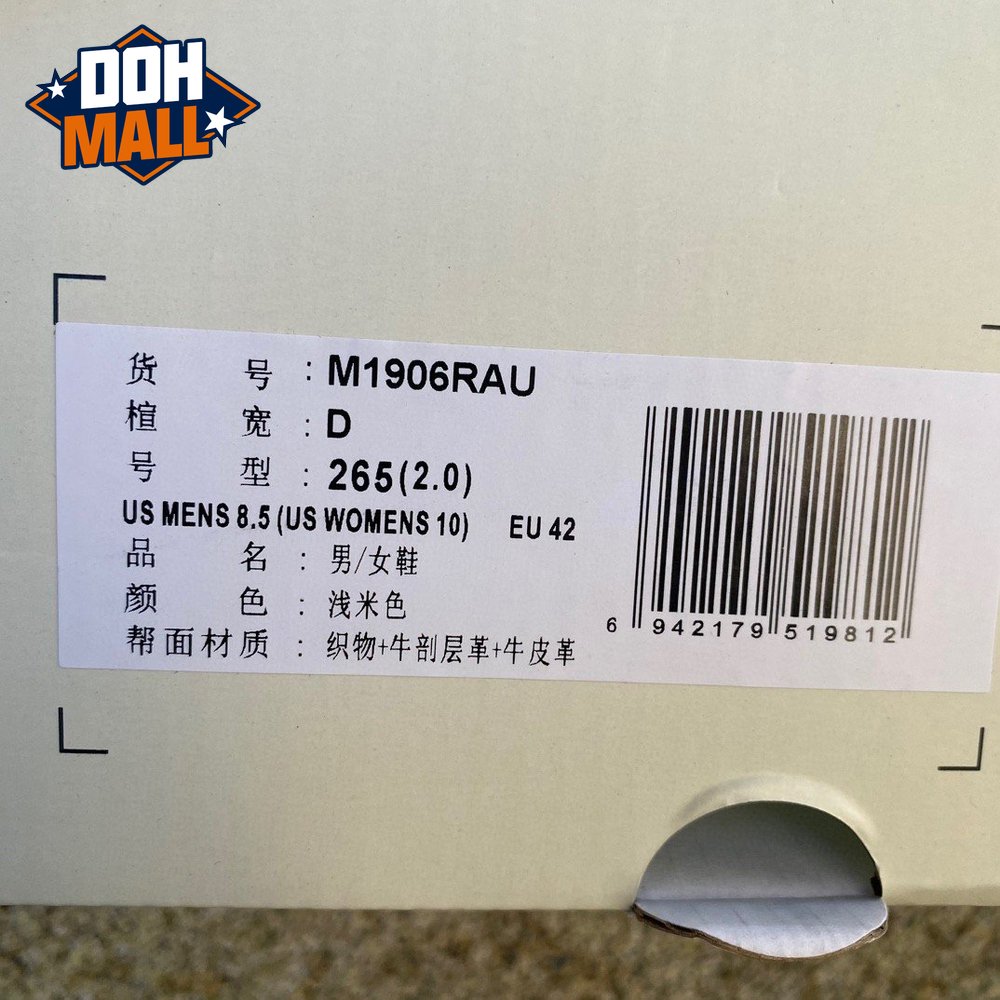 DOH
MALL
货 号 : M1906RAU
楦 宽 : D
号 型 : 265(2.0)
US MENS 8.5 (US WOMENS 10) EU 42
品 名 : 男/女鞋
颜 色 : 浅米色
帮面材质 : 织物+牛剖层革+牛皮革
6 942179 519812